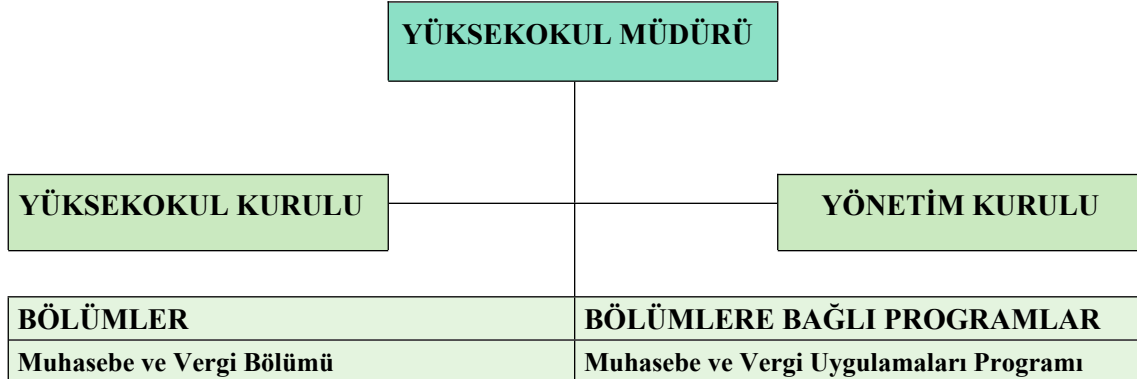 YÜKSEKOKUL MÜDÜRÜ
YÜKSEKOKUL KURULU
YÖNETİM KURULU
BÖLÜMLER
BÖLÜMLERE BAĞLI PROGRAMLAR
Muhasebe ve Vergi Bölümü
Muhasebe ve Vergi Uygulamaları Programı